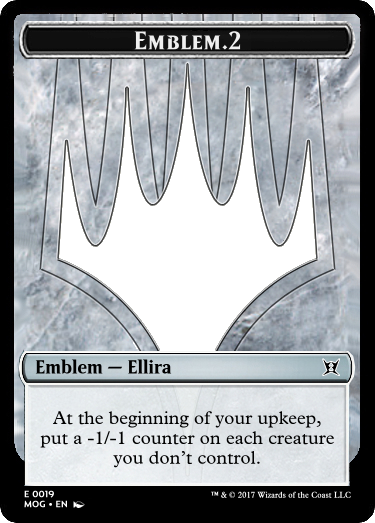 Emblem.2
Emblem — Ellira
At the beginning of your upkeep,
put a -1/-1 counter on each creature
you don't control.
E 0019
MOG • EN
™ & © 2017 Wizards of the Coast LLC